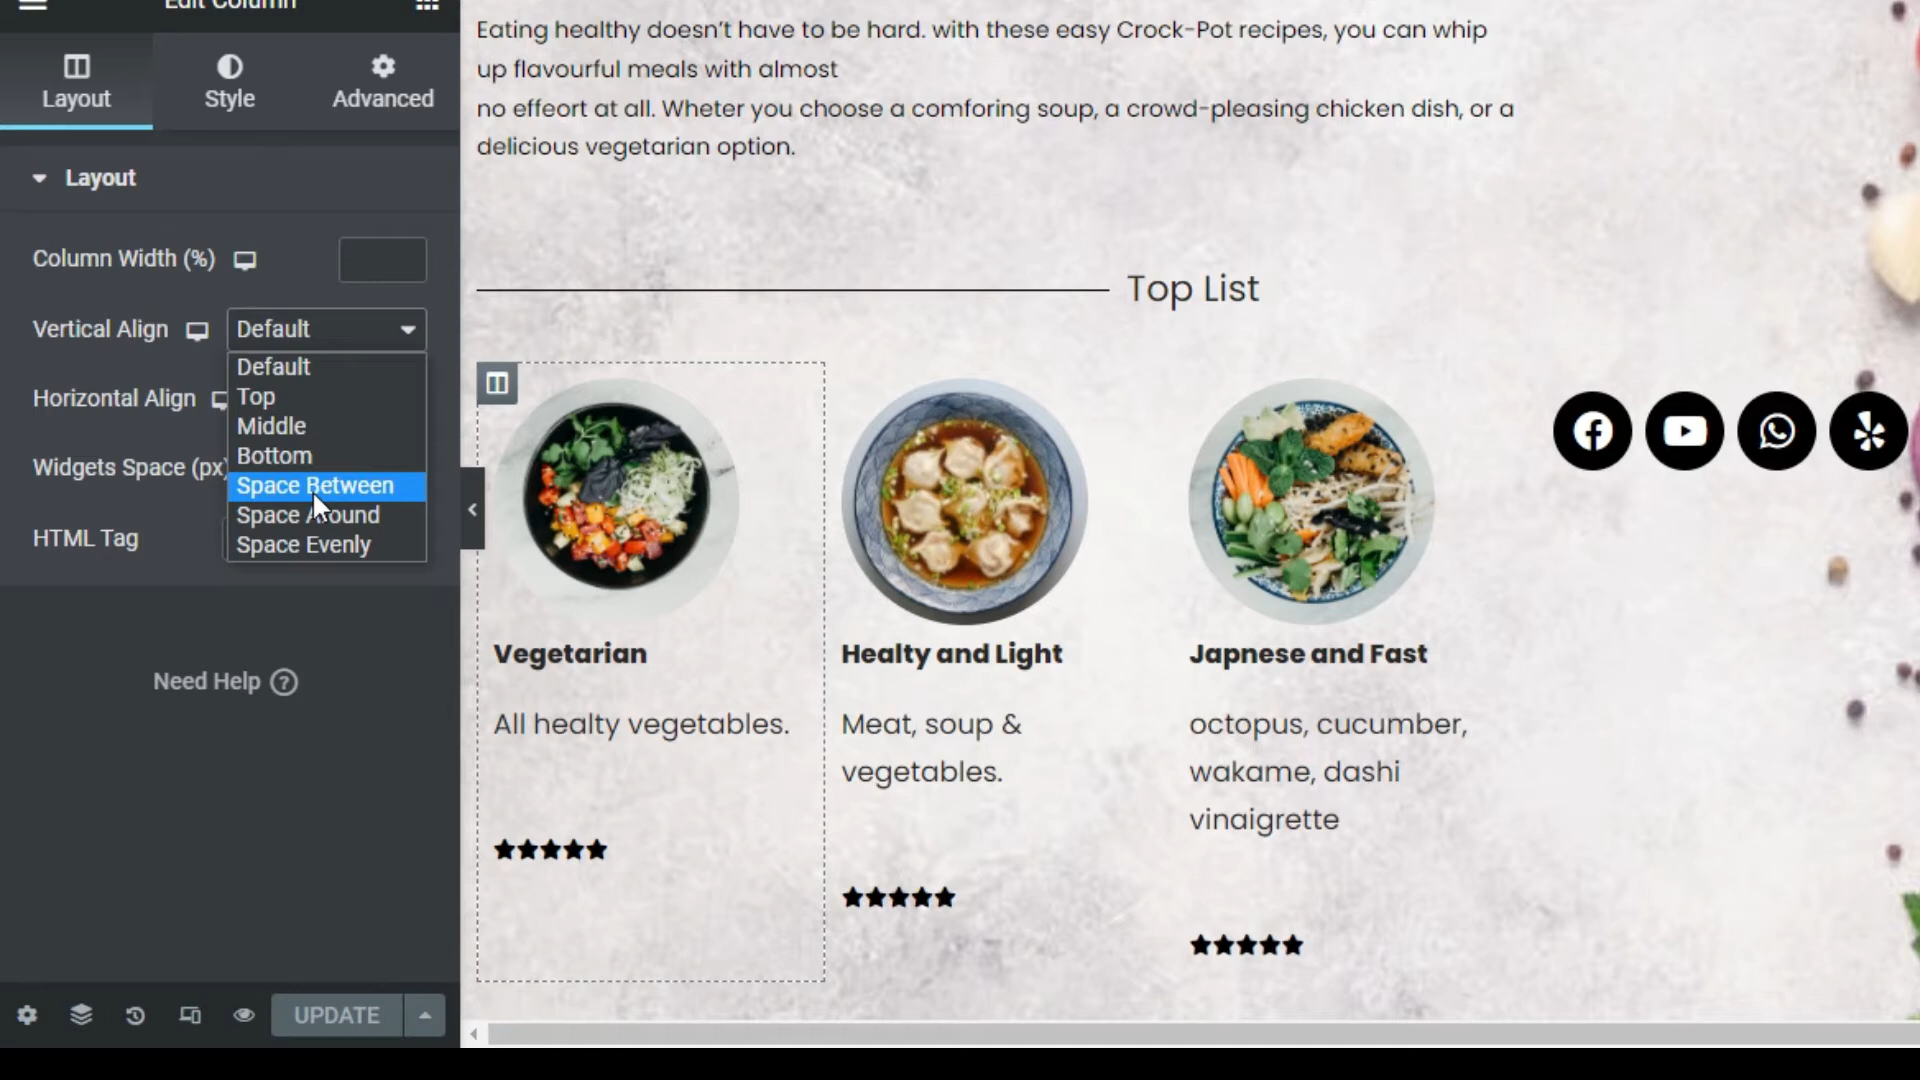 Edit Column
Layout
Style
Advanced
Layout
Column Width (%)
Vertical Align
Default
Default
Top
Middle
Bottom
Space Between
Space Around
Space Evenly
Horizontal Align
Widgets Space (px)
HTML Tag
Need Help ?
UPDATE
Eating healthy doesn't have to be hard. with these easy Crock-Pot recipes, you can whip
up flavourful meals with almost
no effeort at all. Wheter you choose a comforing soup, a crowd-pleasing chicken dish, or a
delicious vegetarian option.
Top List
Vegetarian
All healty vegetables.
Healty and Light
Meat, soup &
vegetables.
Japnese and Fast
octopus, cucumber,
wakame, dashi
vinaigrette